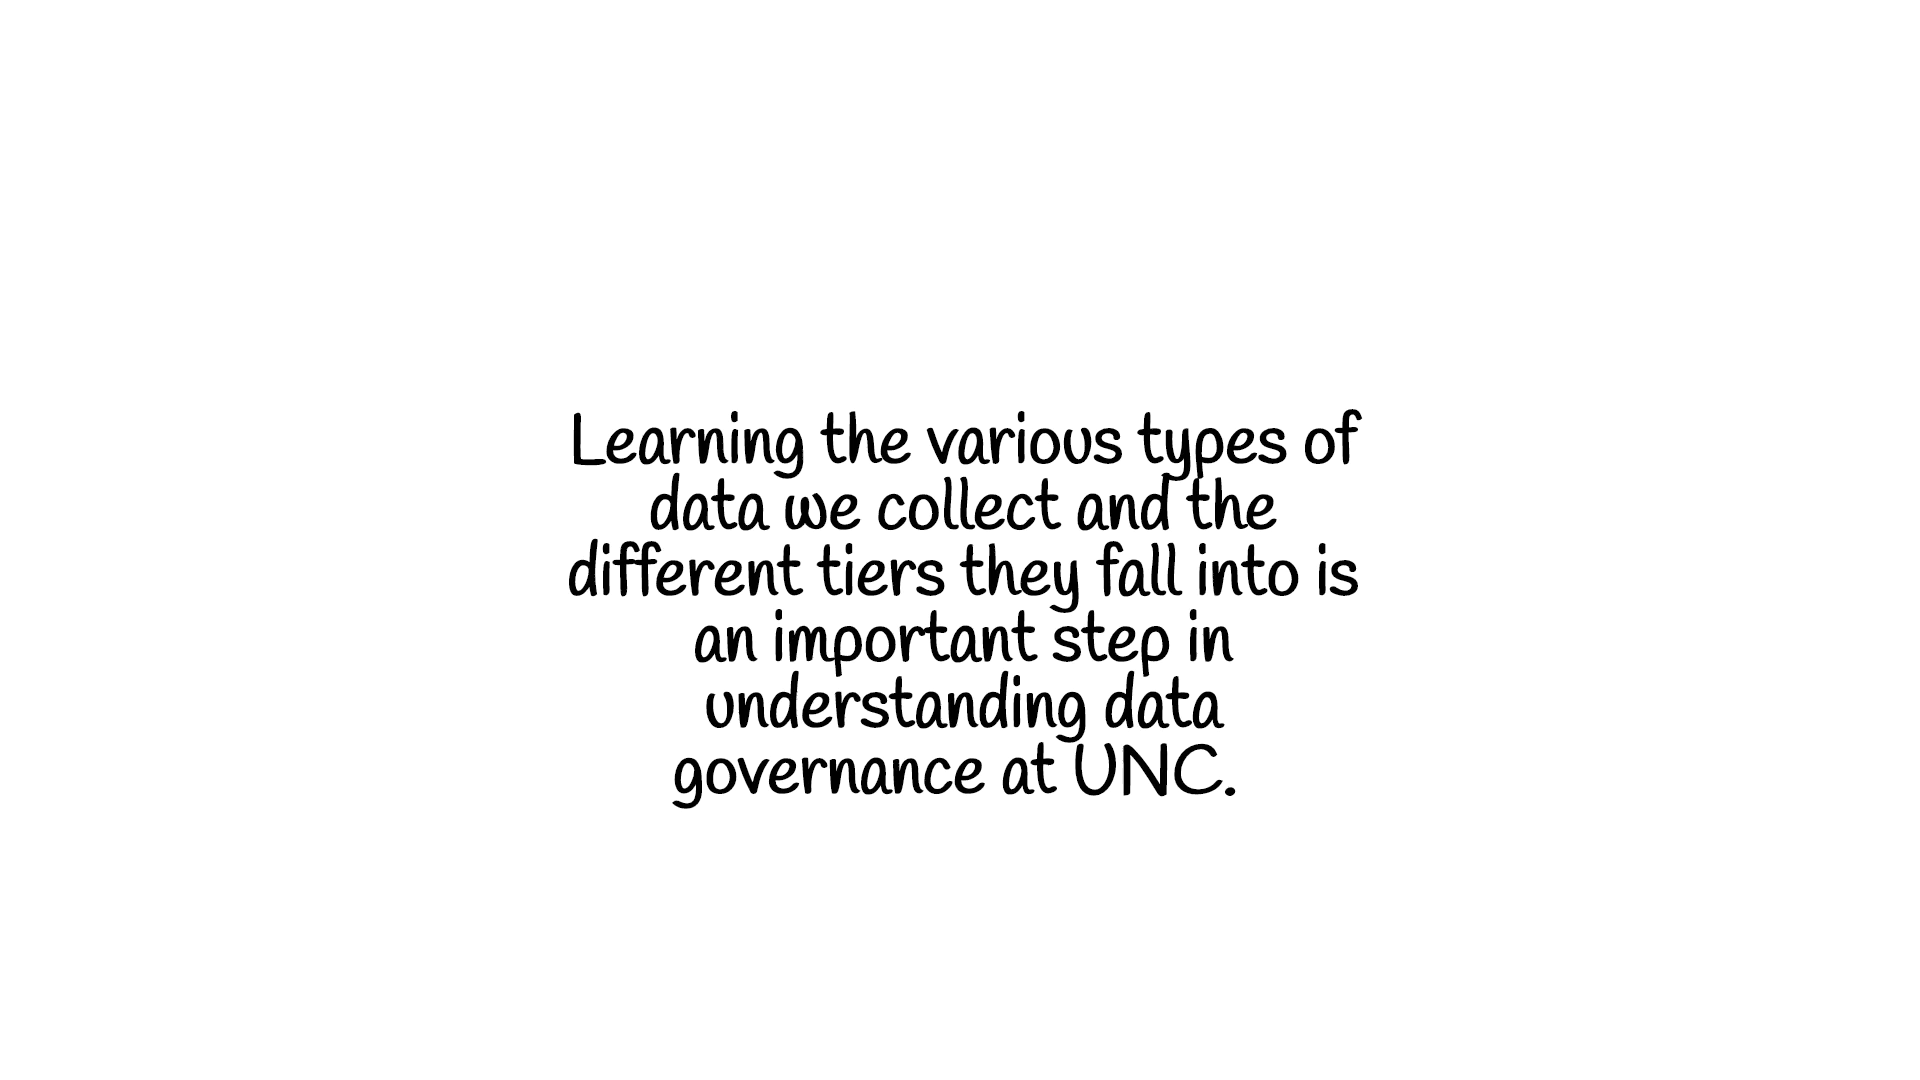 Learning the various types of
data we collect and the
different tiers they fall into is
an important step in
understanding data
governance at UNC.